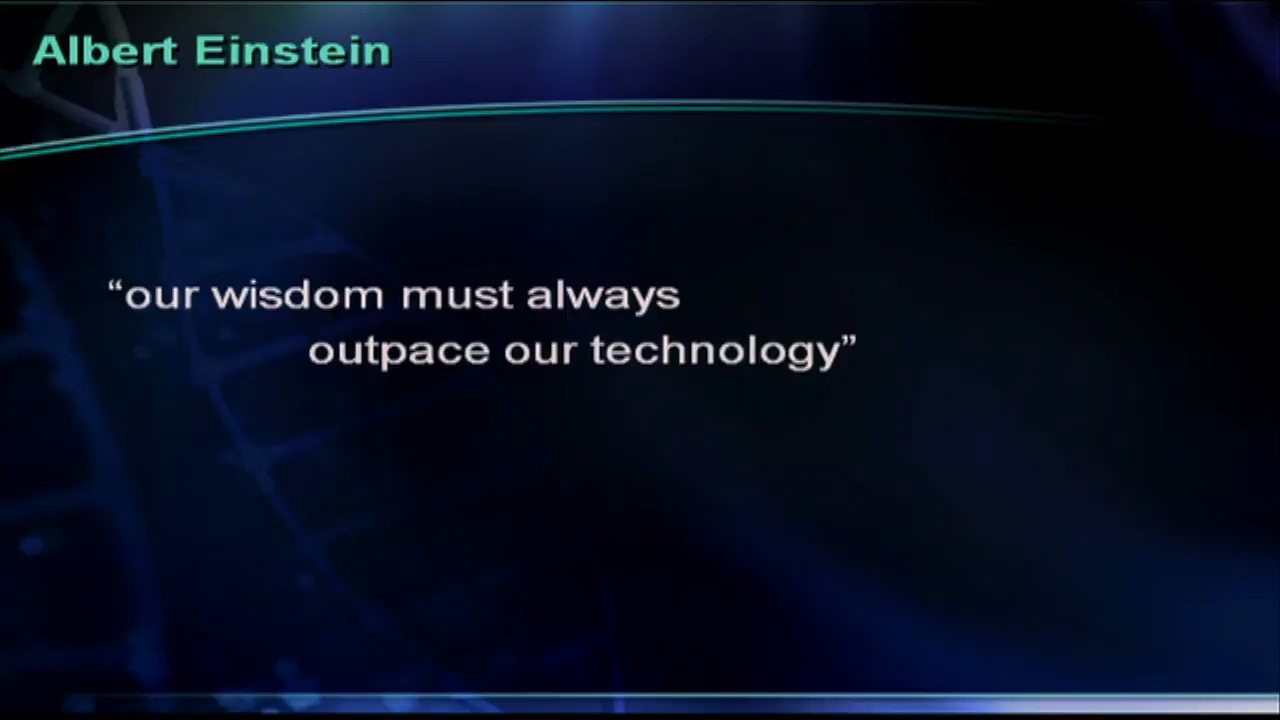 Albert Einstein
“our wisdom must always
outpace our technology”